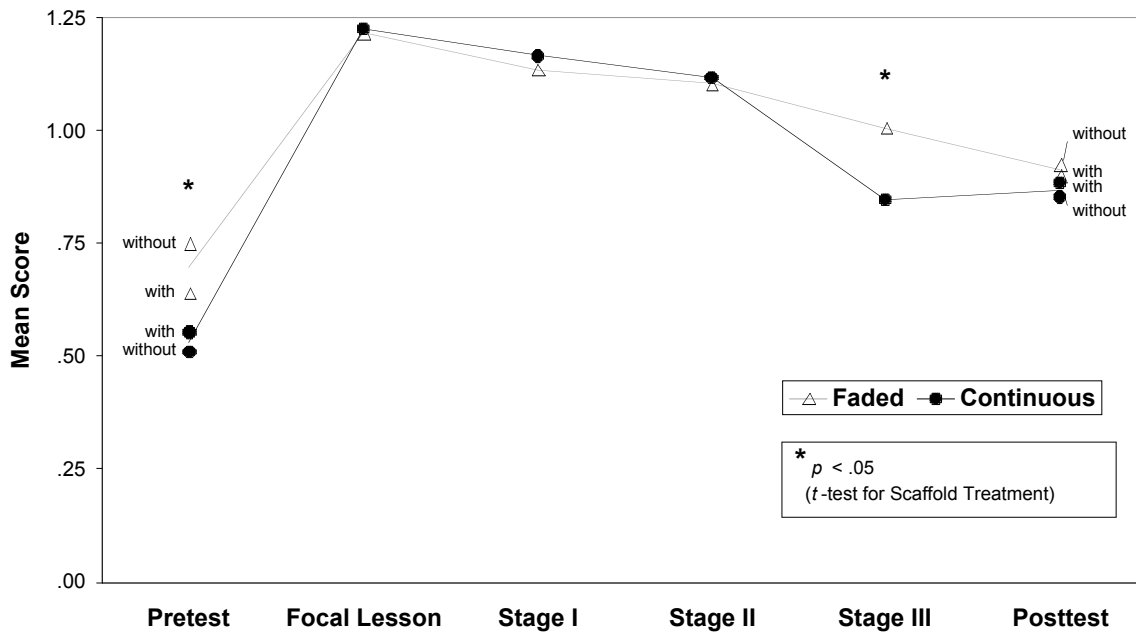 1.25
1.00
.75
.50
.25
.00
Mean Score
*
*
without
with
with
without
without
with
with
without
Faded Continuous
* p < .05
(t-test for Scaffold Treatment)
Pretest Focal Lesson Stage I Stage II Stage III Posttest